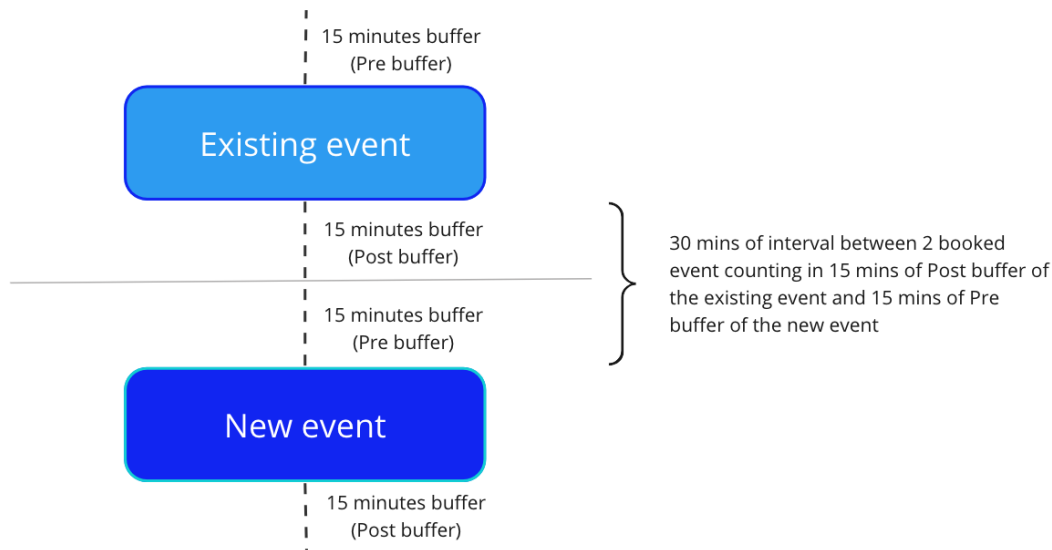 15 minutes buffer
(Pre buffer)
Existing event
15 minutes buffer
(Post buffer)
30 mins of interval between 2 booked
event counting in 15 mins of Post buffer of
the existing event and 15 mins of Pre
buffer of the new event
15 minutes buffer
(Pre buffer)
New event
15 minutes buffer
(Post buffer)